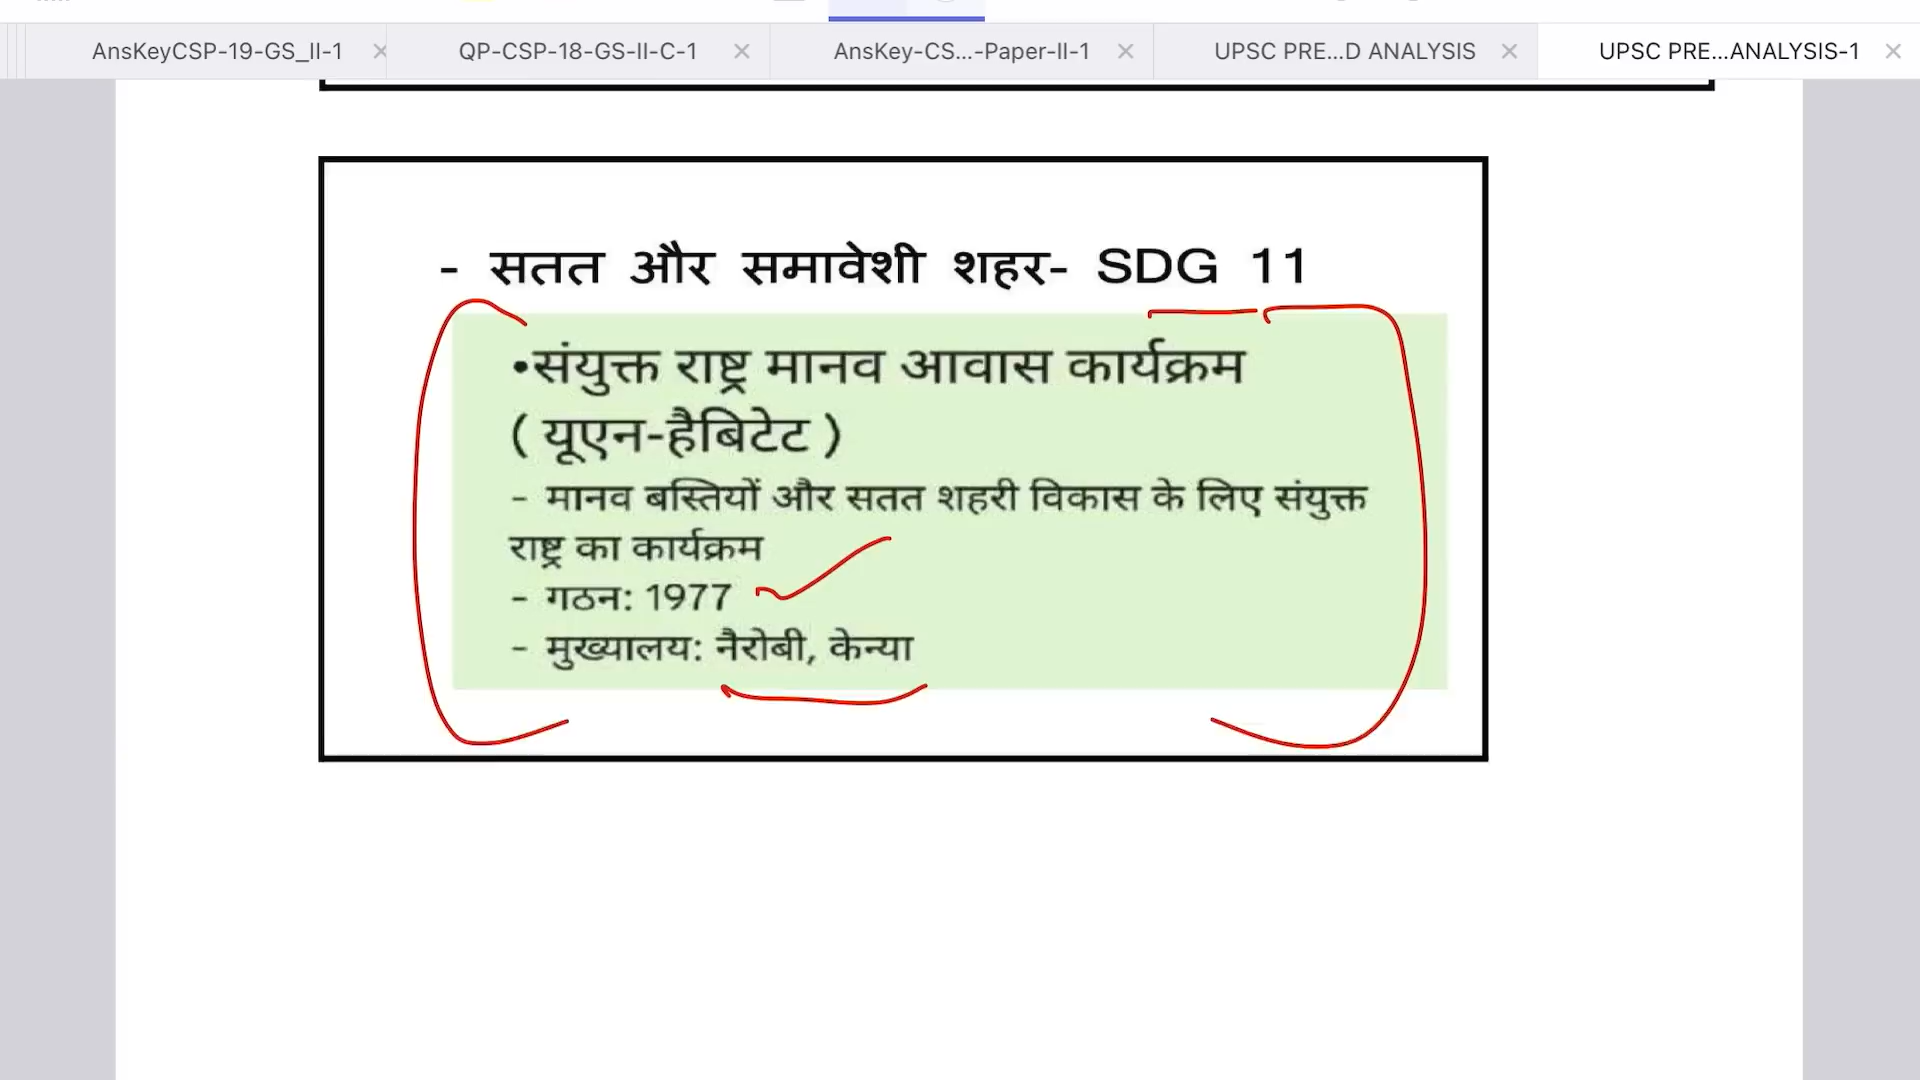 AnsKeyCSP-19-GS_II-1
QP-CSP-18-GS-II-C-1
AnsKey-CS...-Paper-II-1
UPSC PRE...D ANALYSIS
UPSC PRE...ANALYSIS-1
- सतत और समावेशी शहर- SDG 11
•संयुक्त राष्ट्र मानव आवास कार्यक्रम
( यूएन-हैबिटेट )
- मानव बस्तियों और सतत शहरी विकास के लिए संयुक्त
राष्ट्र का कार्यक्रम
- गठन: 1977
- मुख्यालय: नैरोबी, केन्या